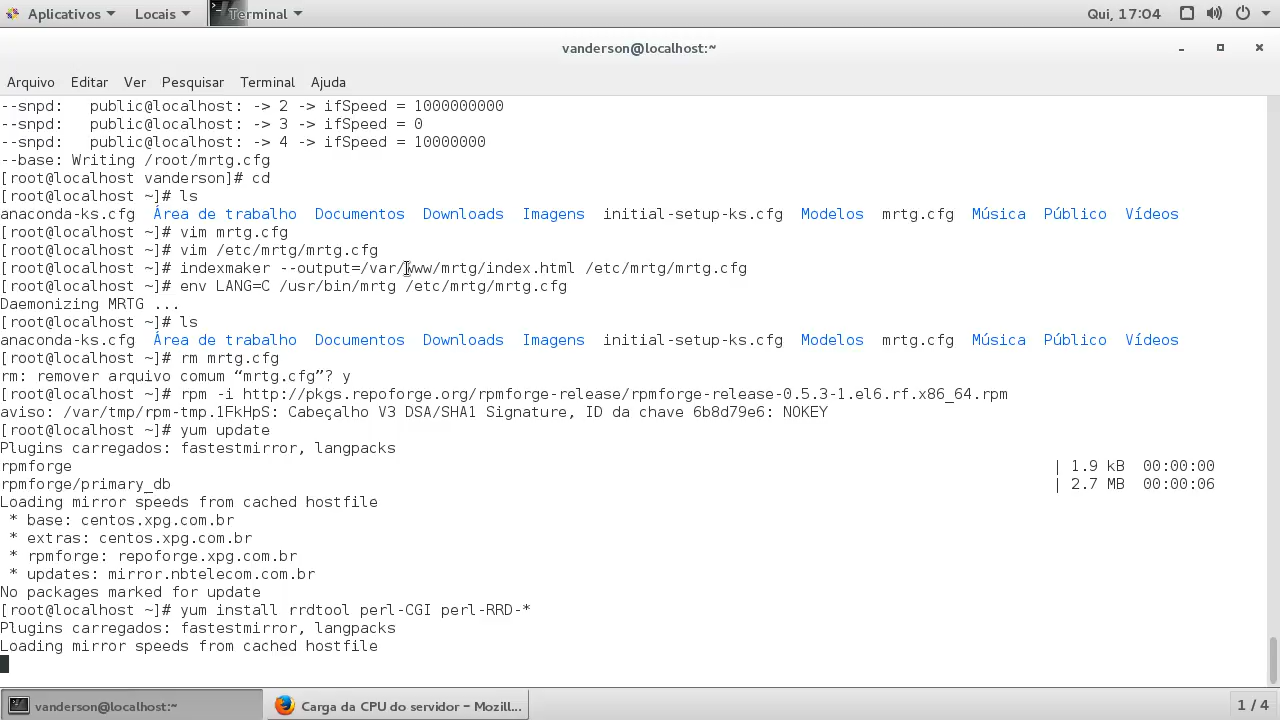 Aplicativos Locais Terminal Qui, 17:04
vanderson@localhost:~
Arquivo Editar Ver Pesquisar Terminal Ajuda
--snpd:   public@localhost: -> 2 -> ifSpeed = 1000000000
--snpd:   public@localhost: -> 3 -> ifSpeed = 0
--snpd:   public@localhost: -> 4 -> ifSpeed = 10000000
--base: Writing /root/mrtg.cfg
[root@localhost vanderson]# cd
[root@localhost ~]# ls
anaconda-ks.cfg  Área de trabalho  Documentos  Downloads  Imagens  initial-setup-ks.cfg  Modelos  mrtg.cfg  Música  Público  Vídeos
[root@localhost ~]# vim mrtg.cfg
[root@localhost ~]# vim /etc/mrtg/mrtg.cfg
[root@localhost ~]# indexmaker --output=/var/www/mrtg/index.html /etc/mrtg/mrtg.cfg
[root@localhost ~]# env LANG=C /usr/bin/mrtg /etc/mrtg/mrtg.cfg
Daemonizing MRTG ...
[root@localhost ~]# ls
anaconda-ks.cfg  Área de trabalho  Documentos  Downloads  Imagens  initial-setup-ks.cfg  Modelos  mrtg.cfg  Música  Público  Vídeos
[root@localhost ~]# rm mrtg.cfg
rm: remover arquivo comum “mrtg.cfg”? y
[root@localhost ~]# rpm -i http://pkgs.repoforge.org/rpmforge-release/rpmforge-release-0.5.3-1.el6.rf.x86_64.rpm
aviso: /var/tmp/rpm-tmp.1FkHpS: Cabeçalho V3 DSA/SHA1 Signature, ID da chave 6b8d79e6: NOKEY
[root@localhost ~]# yum update
Plugins carregados: fastestmirror, langpacks
rpmforge | 1.9 kB  00:00:00
rpmforge/primary_db | 2.7 MB  00:00:06
Loading mirror speeds from cached hostfile
 * base: centos.xpg.com.br
 * extras: centos.xpg.com.br
 * rpmforge: repoforge.xpg.com.br
 * updates: mirror.nbtelecom.com.br
No packages marked for update
[root@localhost ~]# yum install rrdtool perl-CGI perl-RRD-*
Plugins carregados: fastestmirror, langpacks
Loading mirror speeds from cached hostfile
vanderson@localhost:~ Carga da CPU do servidor – Mozill... 1 / 4